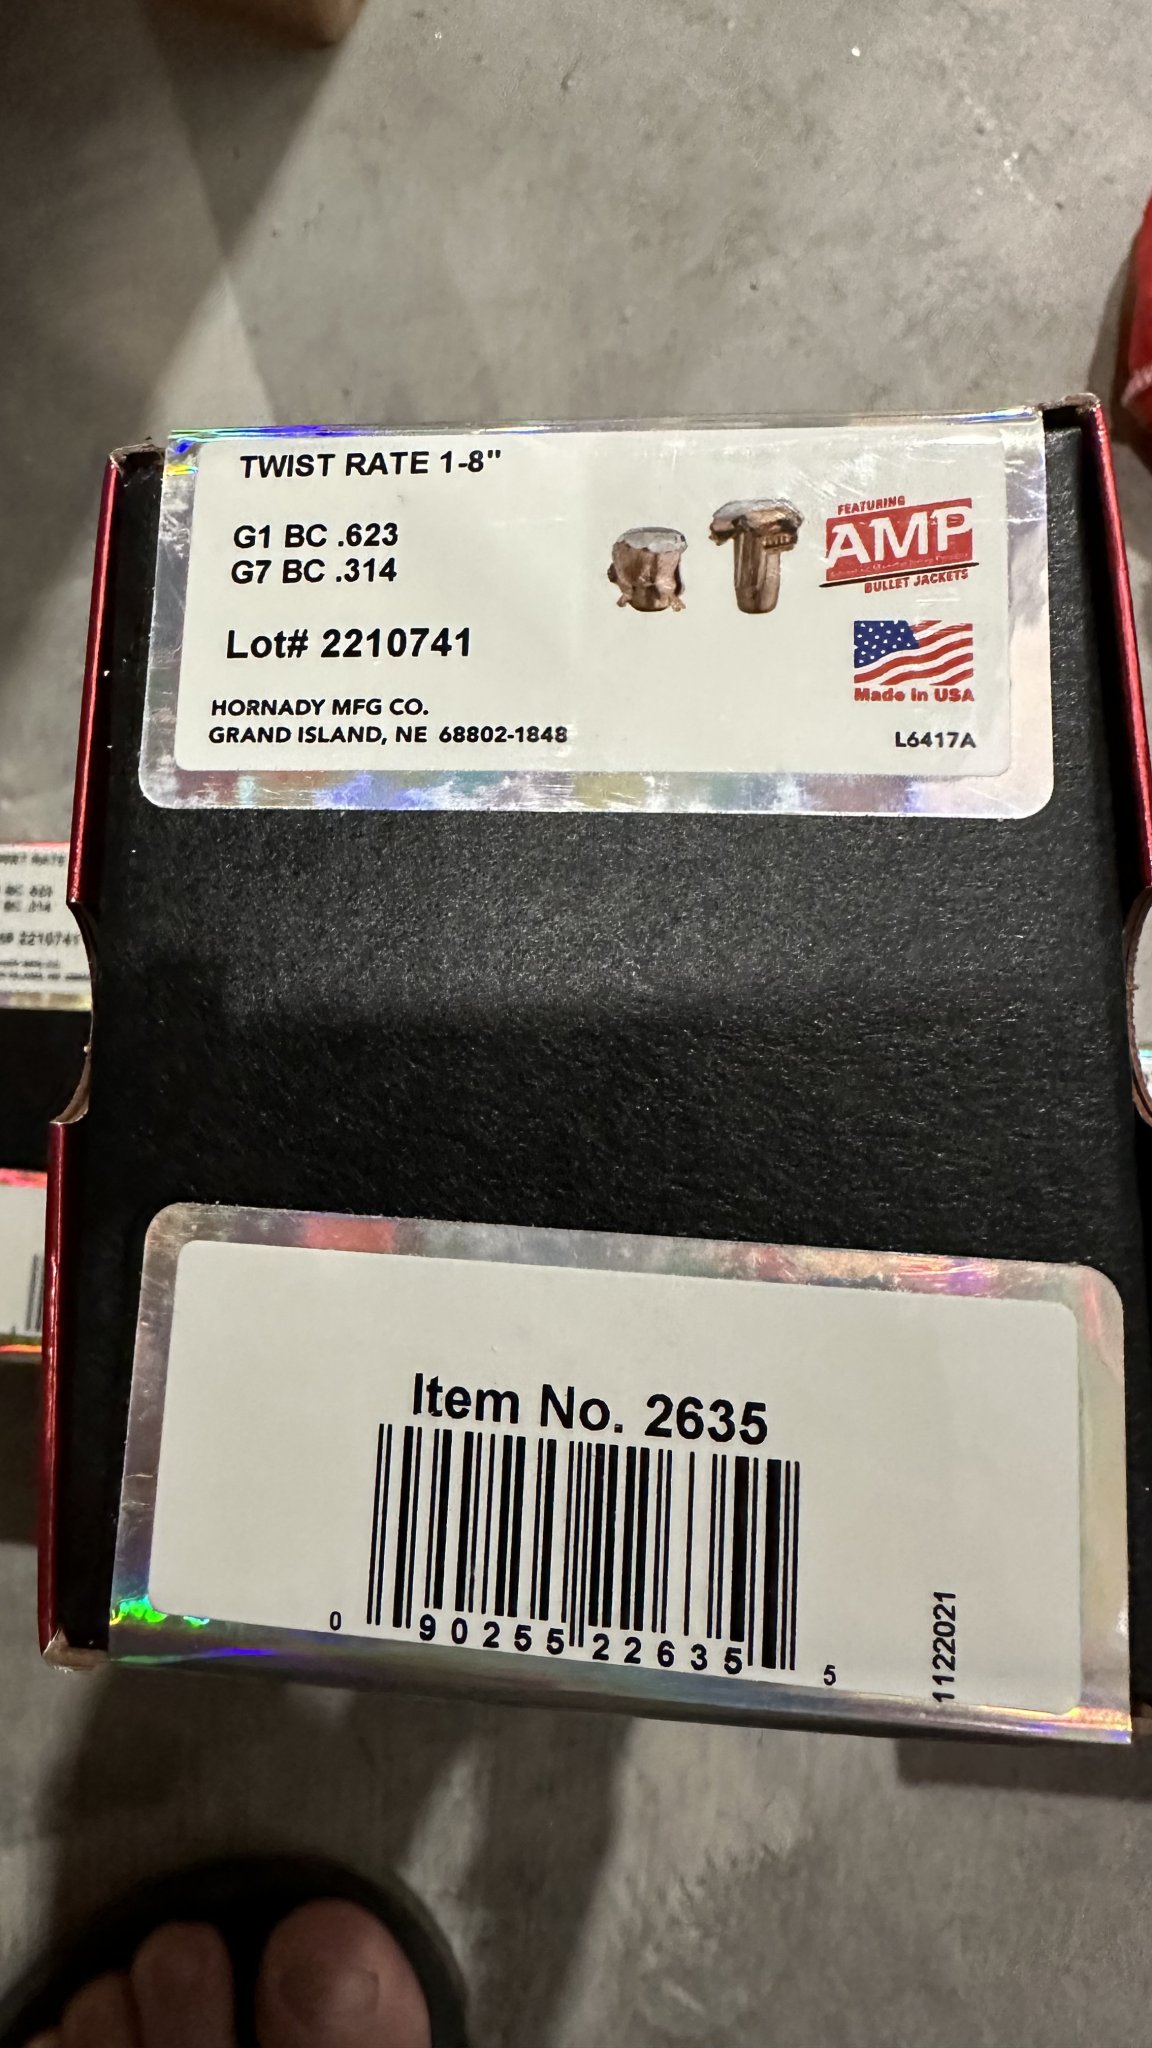 TWIST RATE 1-8"
G1 BC .623
G7 BC .314
Lot# 2210741
HORNADY MFG CO.
GRAND ISLAND, NE 68802-1848
FEATURING
AMP
BULLET JACKETS
Made in USA
L6417A
2210741
Item No. 2635
0 90255 22635 5
1122021